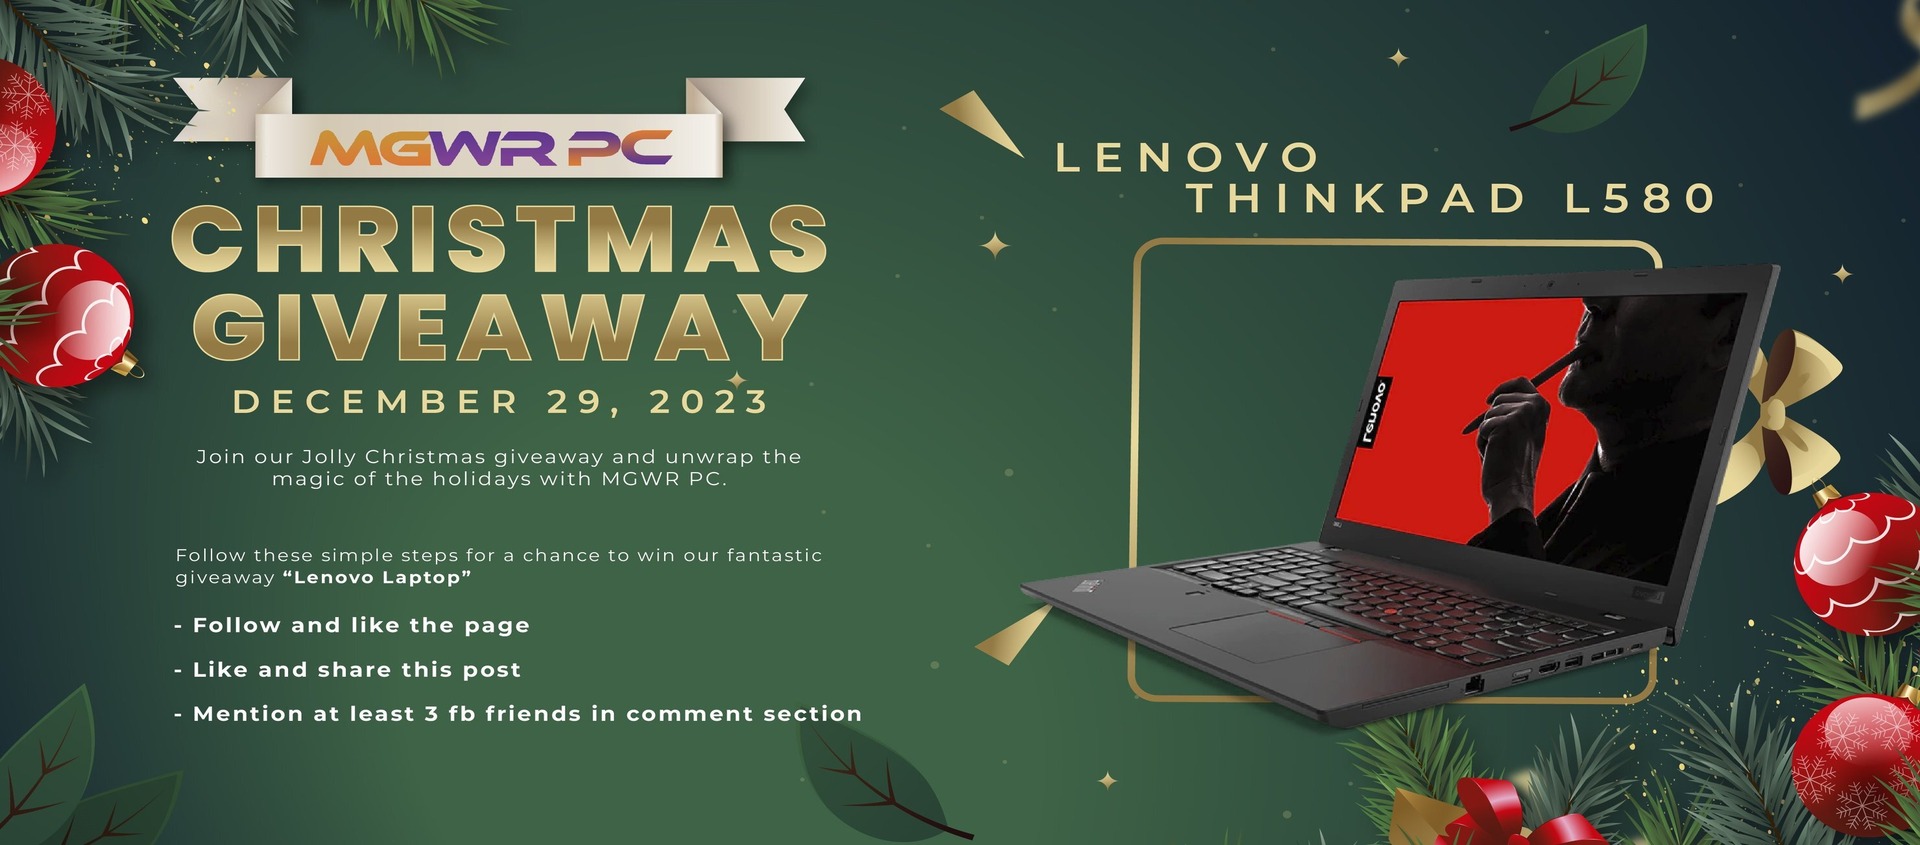 MGWR PC
CHRISTMAS
GIVEAWAY
DECEMBER 29, 2023
Join our Jolly Christmas giveaway and unwrap the
magic of the holidays with MGWR PC.
Follow these simple steps for a chance to win our fantastic
giveaway “Lenovo Laptop”
- Follow and like the page
- Like and share this post
- Mention at least 3 fb friends in comment section
LENOVO
THINKPAD L580
Lenovo